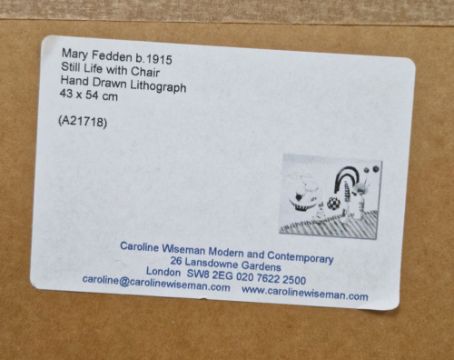 Mary Fedden b.1915
Still Life with Chair
Hand Drawn Lithograph
43 x 54 cm
(A21718)
Caroline Wiseman Modern and Contemporary
26 Lansdowne Gardens
London SW8 2EG 020 7622 2500
caroline@carolinewiseman.com www.carolinewiseman.com